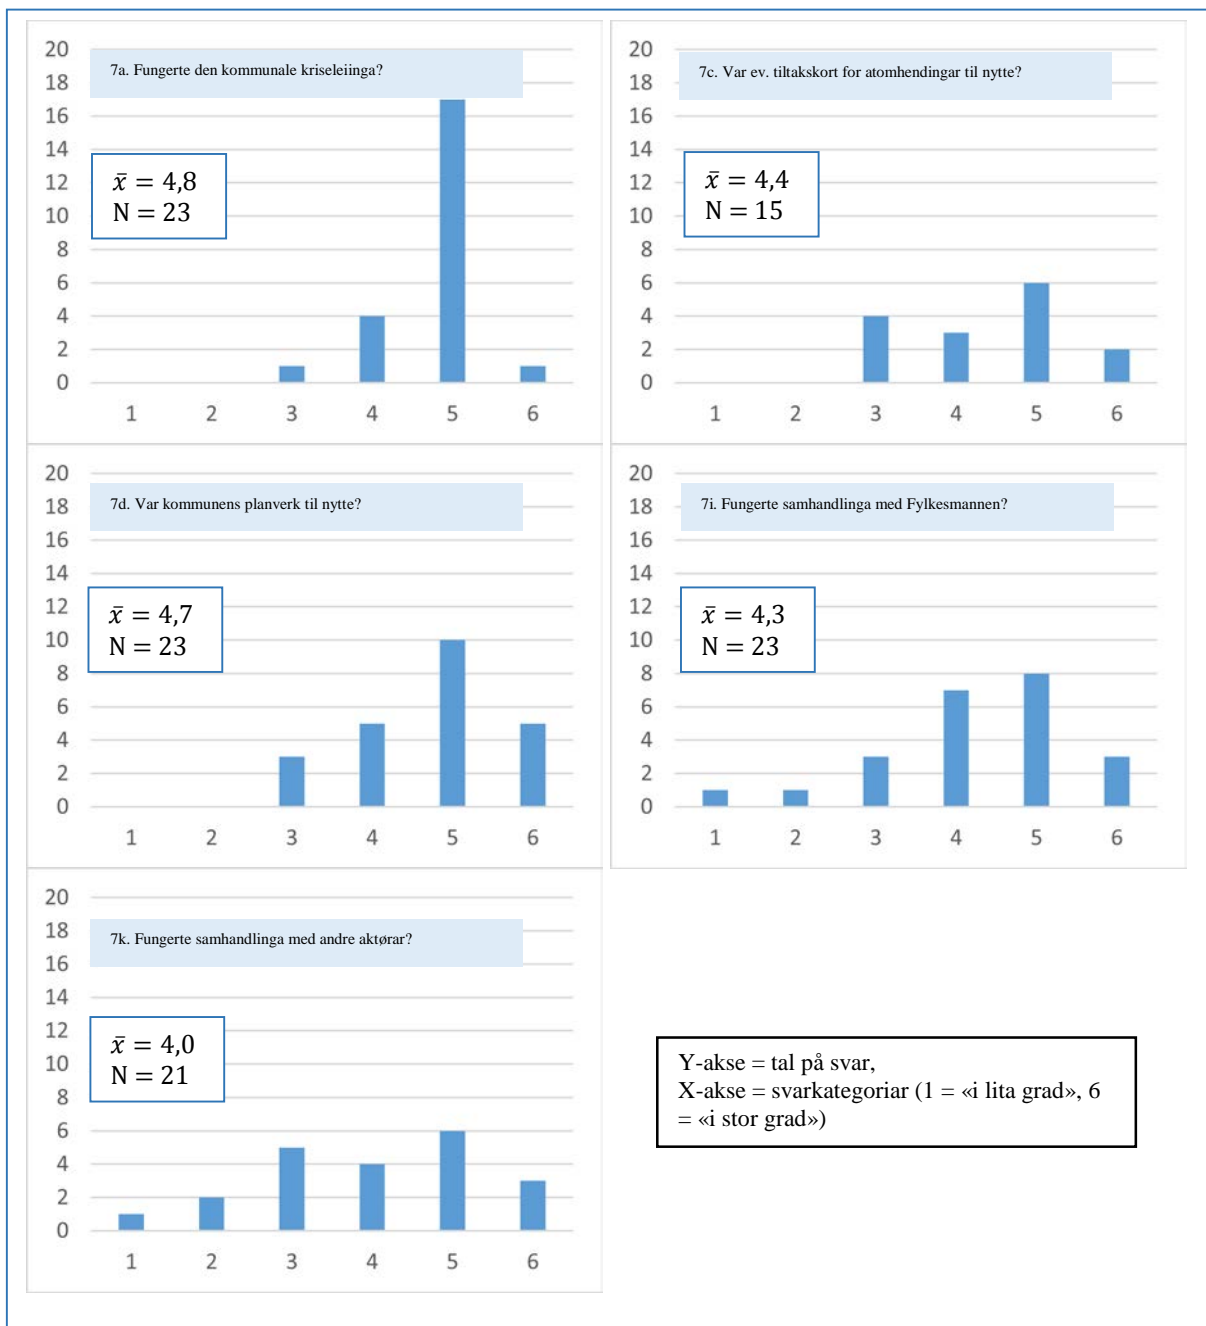 7a. Fungerte den kommunale kriseleiinga?
20
18
16
14
12
10
8
6
4
2
0
x̄ = 4,8
N = 23
1 2 3 4 5 6
7c. Var ev. tiltakskort for atomhendingar til nytte?
20
18
16
14
12
10
8
6
4
2
0
x̄ = 4,4
N = 15
1 2 3 4 5 6
7d. Var kommunens planverk til nytte?
20
18
16
14
12
10
8
6
4
2
0
x̄ = 4,7
N = 23
1 2 3 4 5 6
7i. Fungerte samhandlinga med Fylkesmannen?
20
18
16
14
12
10
8
6
4
2
0
x̄ = 4,3
N = 23
1 2 3 4 5 6
7k. Fungerte samhandlinga med andre aktørar?
20
18
16
14
12
10
8
6
4
2
0
x̄ = 4,0
N = 21
1 2 3 4 5 6
Y-akse = tal på svar,
X-akse = svarkategoriar (1 = «i lita grad», 6
= «i stor grad»)